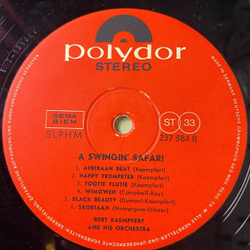 polydor
STEREO
GEMA
BIEM
SLPHM
ST 33
237 584 B
A SWINGIN' SAFARI
1. AFRIKAAN BEAT (Kaempfert)
2. HAPPY TRUMPETER (Kaempfert)
3. TOOTIE FLUTIE (Kaempfert)
4. WIMOWEH (Campbell-Roy)
5. BLACK BEAUTY (Dumont-Kaempfert)
6. SKOKIAAN (Msarurgwa-Glazer)
BERT KAEMPFERT
AND HIS ORCHESTRA